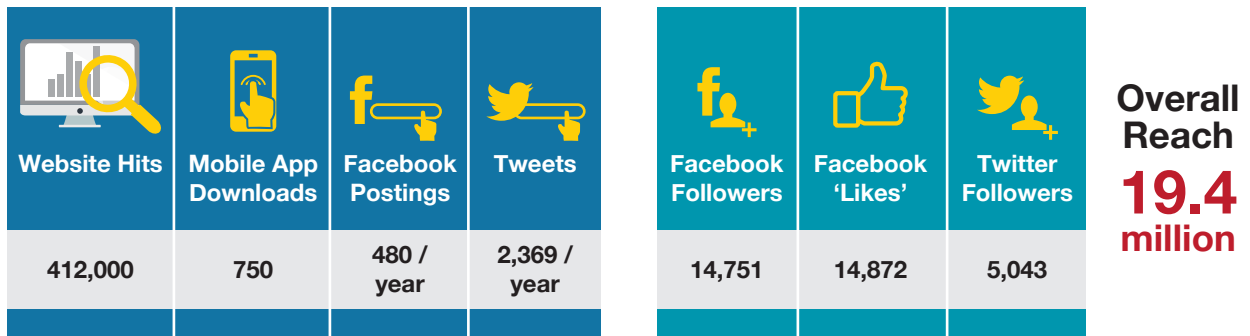 Website Hits
Mobile App
Downloads
Facebook
Postings
Tweets
412,000
750
480 /
year
2,369 /
year
Facebook
Followers
Facebook
‘Likes’
Twitter
Followers
14,751
14,872
5,043
Overall
Reach
19.4
million